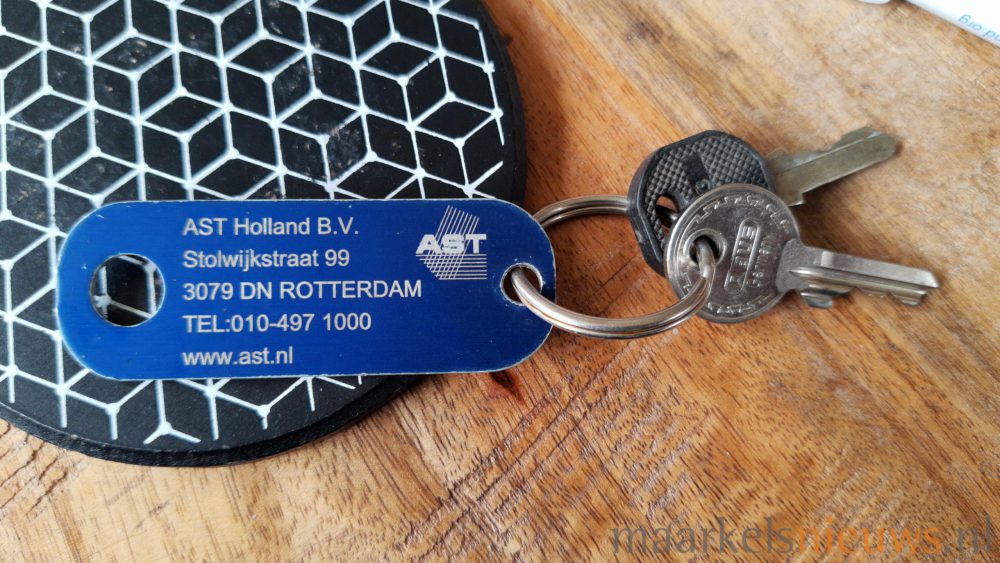 AST Holland B.V.
Stolwijkstraat 99
3079 DN ROTTERDAM
TEL:010-497 1000
www.ast.nl
AST
maarkelsnieuws.nl